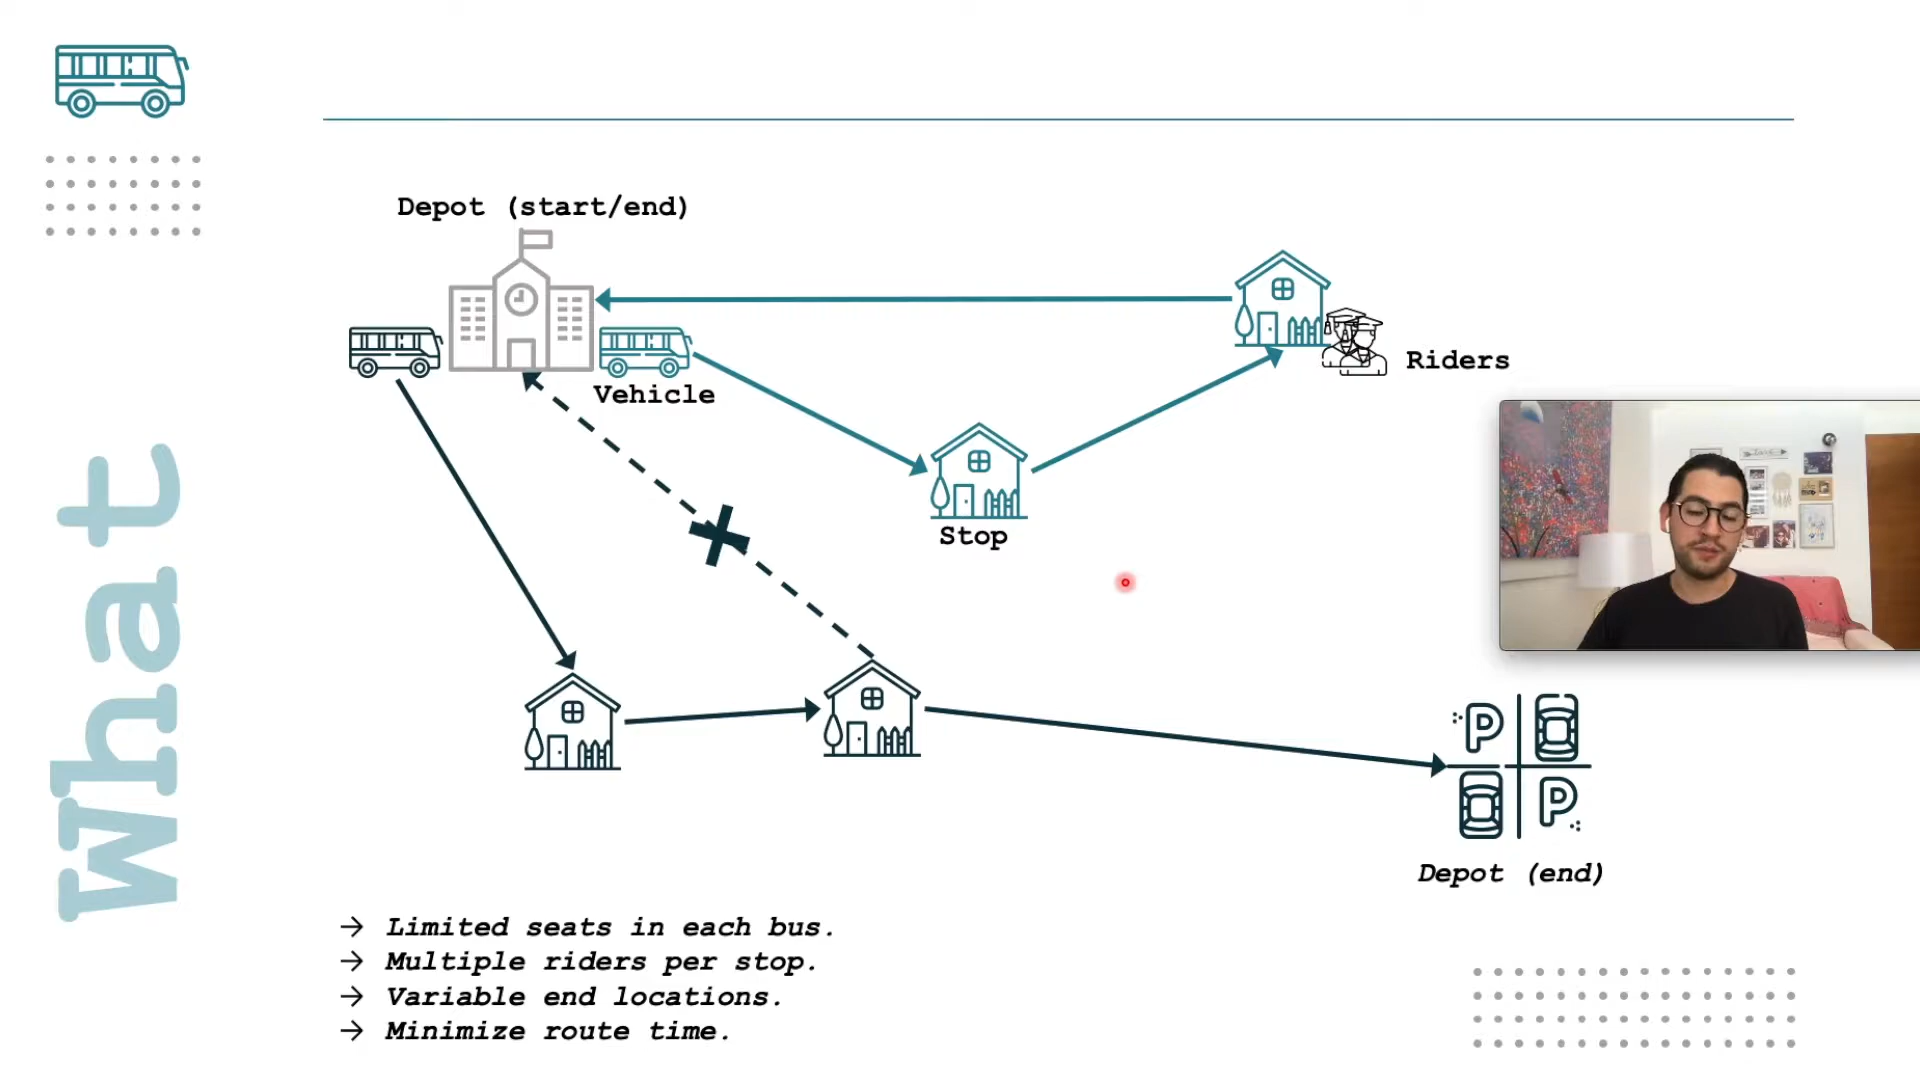 What
Depot (start/end)
Vehicle
Riders
Stop
P
P
Depot (end)
→ Limited seats in each bus.
→ Multiple riders per stop.
→ Variable end locations.
→ Minimize route time.